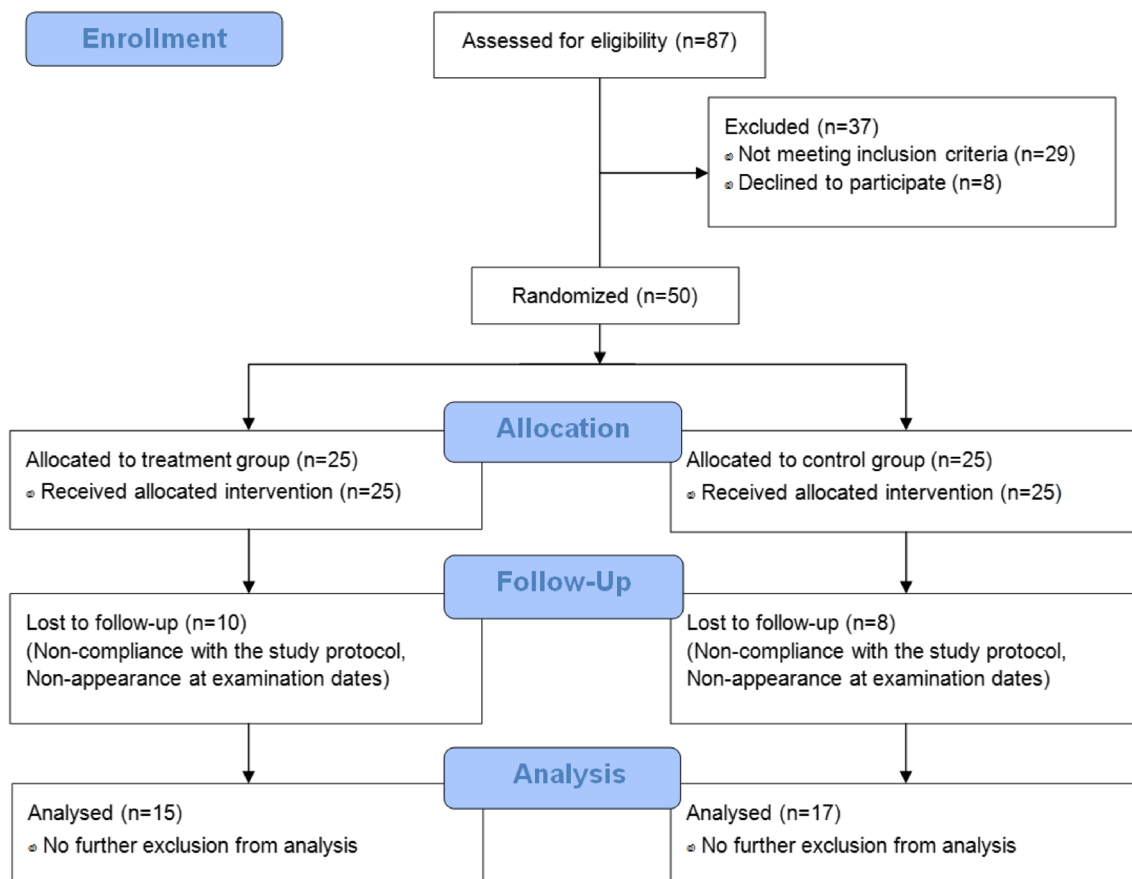 Enrollment
Assessed for eligibility (n=87)
Excluded (n=37)
Not meeting inclusion criteria (n=29)
Declined to participate (n=8)
Randomized (n=50)
Allocation
Allocated to treatment group (n=25)
Received allocated intervention (n=25)
Allocated to control group (n=25)
Received allocated intervention (n=25)
Follow-Up
Lost to follow-up (n=10)
(Non-compliance with the study protocol,
Non-appearance at examination dates)
Lost to follow-up (n=8)
(Non-compliance with the study protocol,
Non-appearance at examination dates)
Analysis
Analysed (n=15)
No further exclusion from analysis
Analysed (n=17)
No further exclusion from analysis